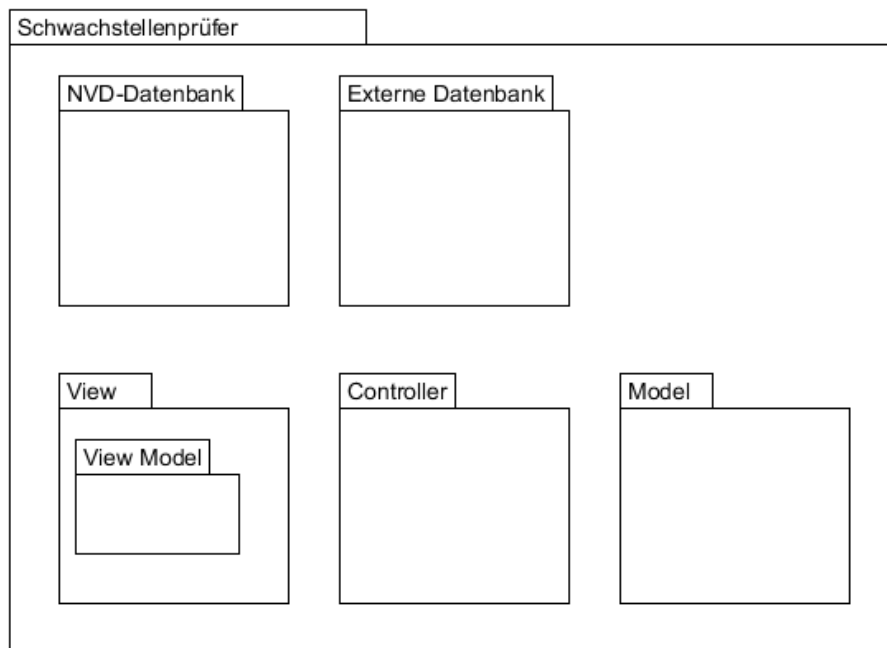 Schwachstellenprüfer
NVD-Datenbank
Externe Datenbank
View
Controller
Model
View Model